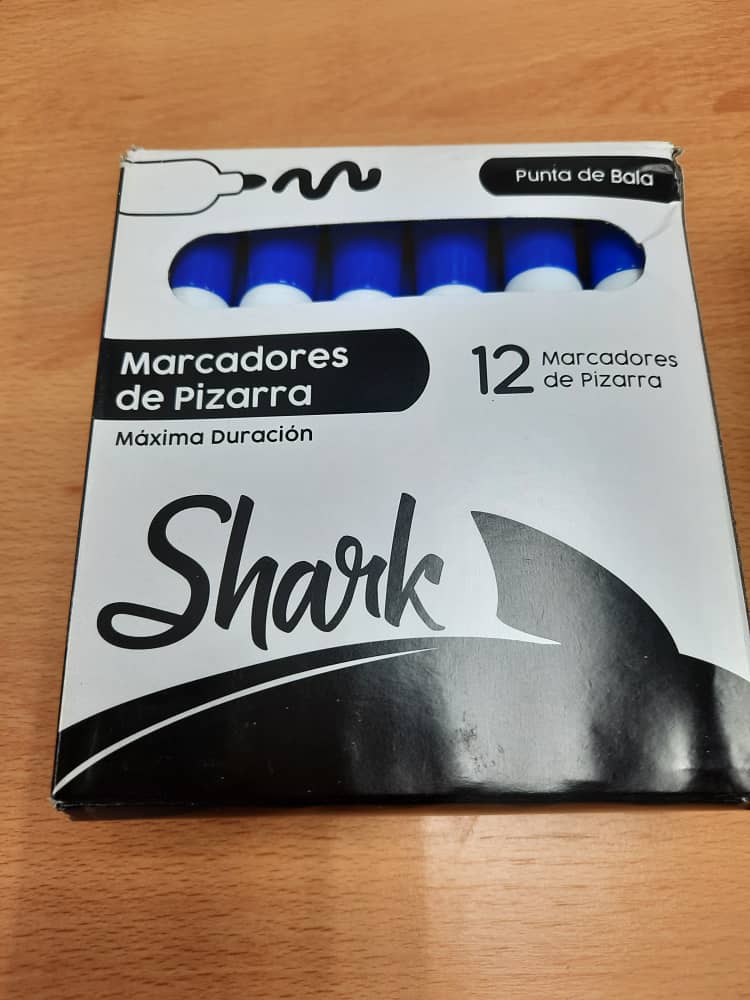 Punta de Bala
Marcadores
de Pizarra
Máxima Duración
12 Marcadores
de Pizarra
Shark